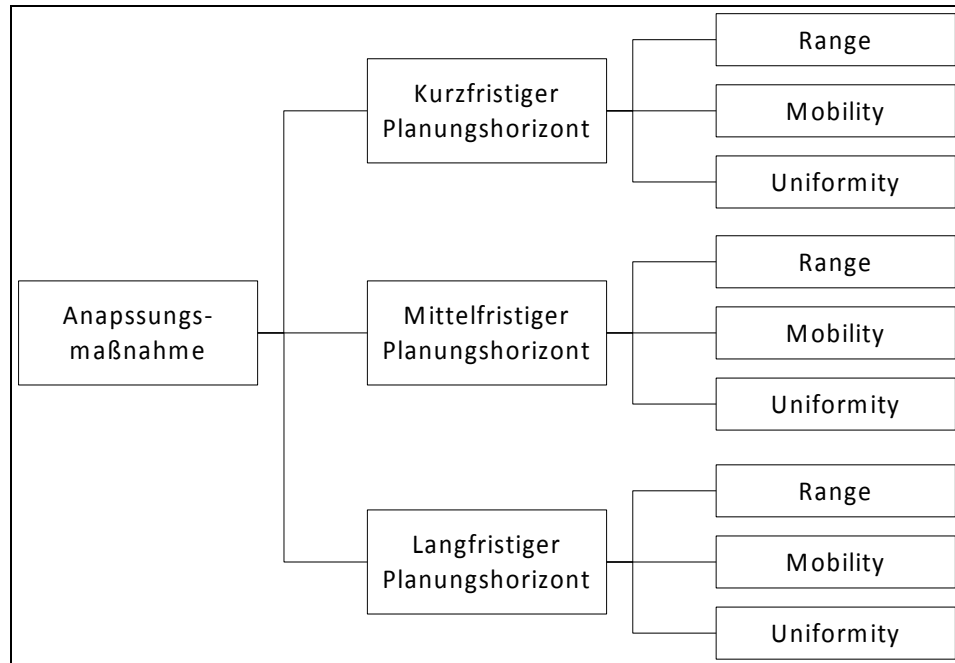 Range
Kurzfristiger
Planungshorizont
Mobility
Uniformity
Range
Anapssungs-
maßnahme
Mittelfristiger
Planungshorizont
Mobility
Uniformity
Range
Langfristiger
Planungshorizont
Mobility
Uniformity